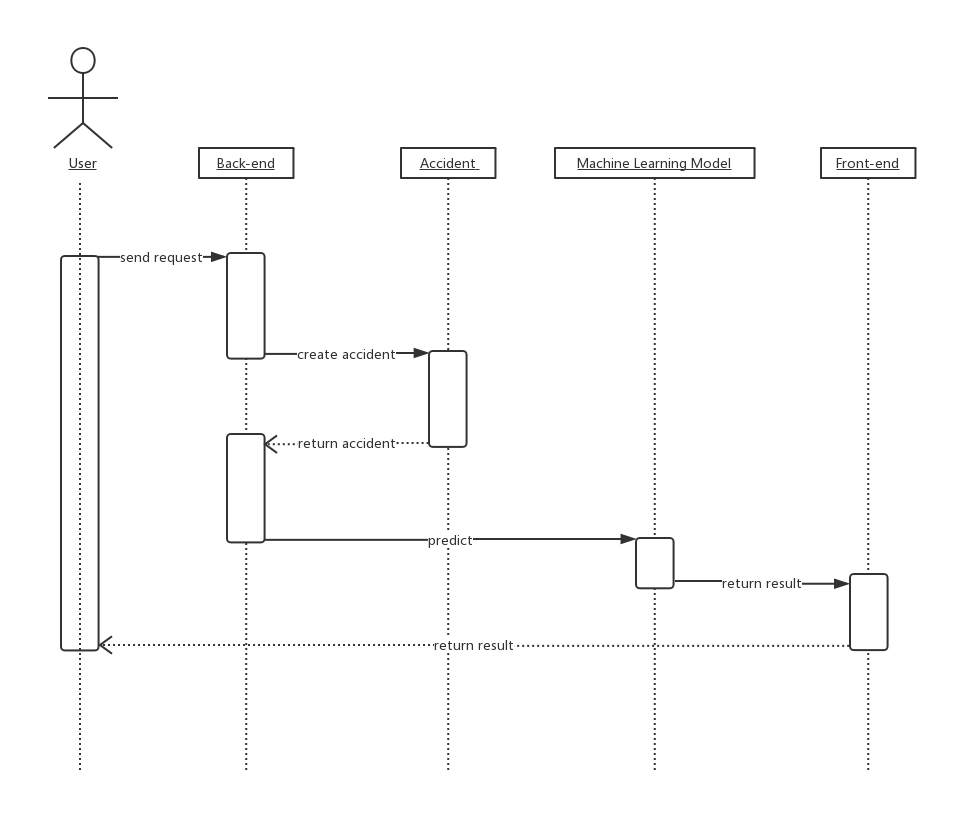 User
Back-end
Accident
Machine Learning Model
Front-end
send request
create accident
return accident
predict
return result
return result